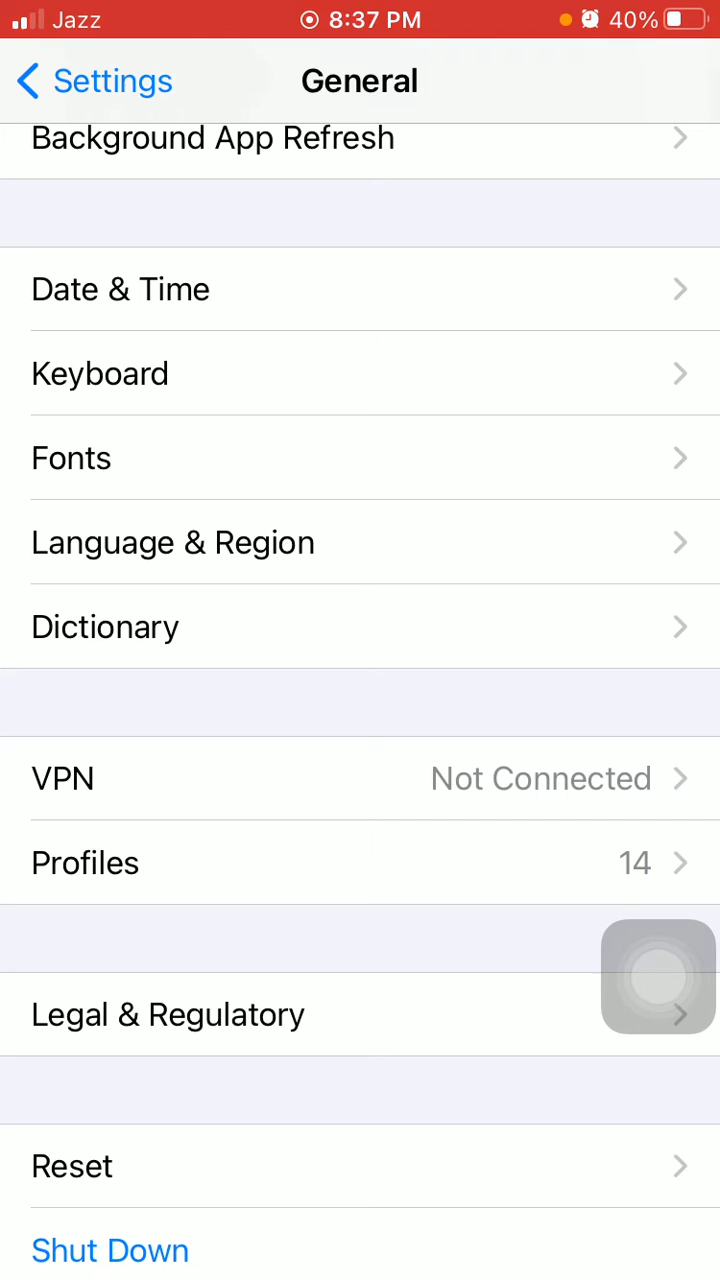 Jazz 8:37 PM 40%
Settings General
Background App Refresh
Date & Time
Keyboard
Fonts
Language & Region
Dictionary
VPN Not Connected
Profiles 14
Legal & Regulatory
Reset
Shut Down